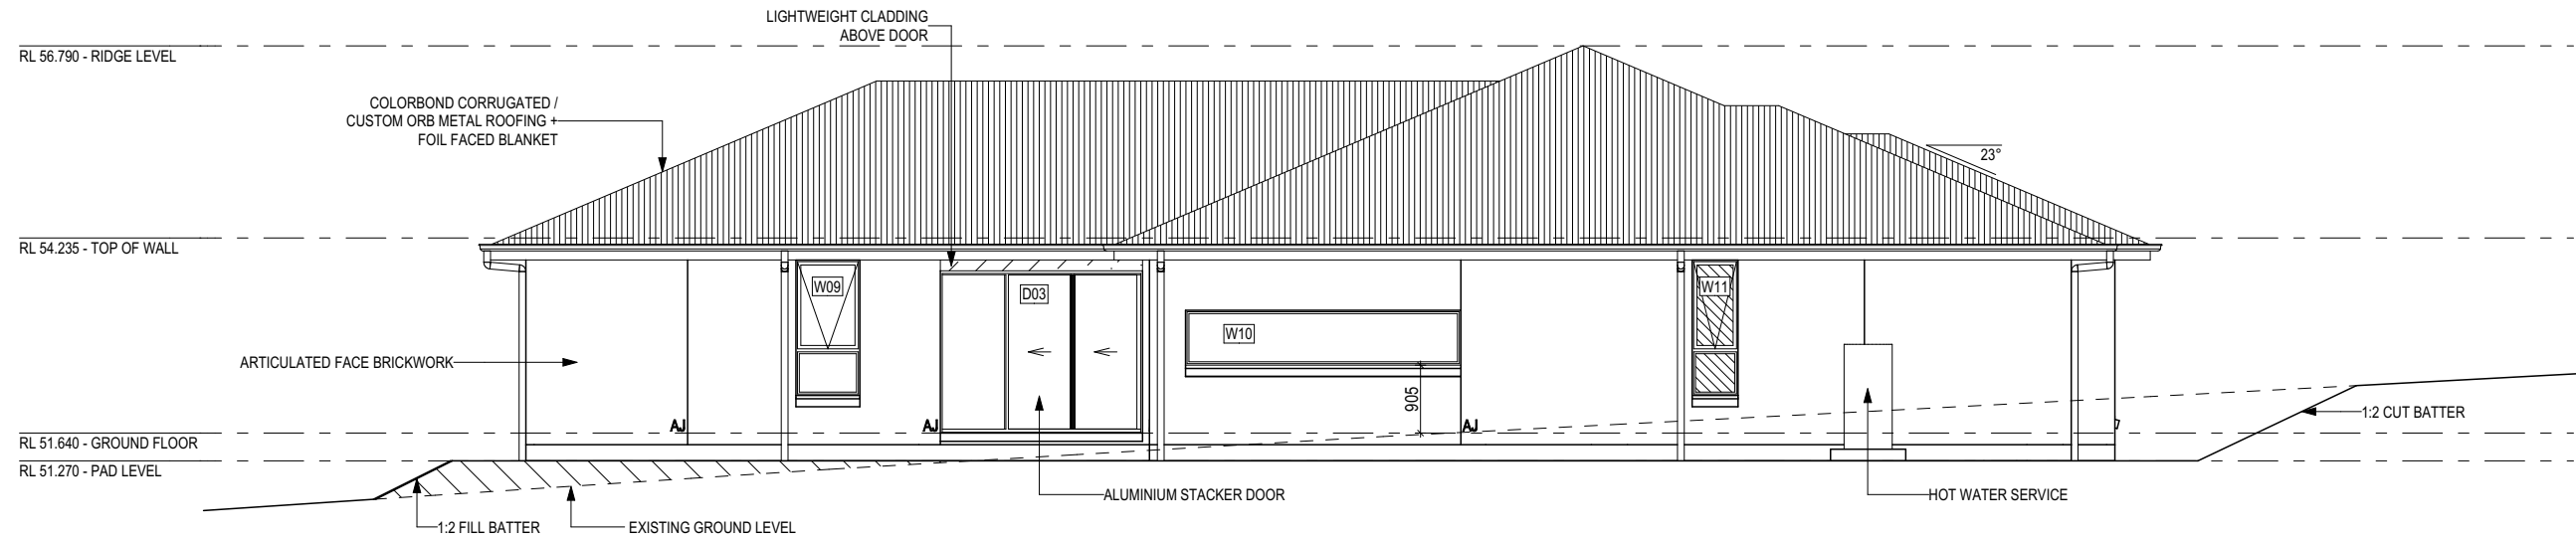 LIGHTWEIGHT CLADDING
ABOVE DOOR
RL 56.790 - RIDGE LEVEL
COLORBOND CORRUGATED /
CUSTOM ORB METAL ROOFING +
FOIL FACED BLANKET
23°
RL 54.235 - TOP OF WALL
W09
D03
W11
W10
ARTICULATED FACE BRICKWORK
905
1:2 CUT BATTER
AJ
AJ
AJ
RL 51.640 - GROUND FLOOR
RL 51.270 - PAD LEVEL
ALUMINIUM STACKER DOOR
HOT WATER SERVICE
1:2 FILL BATTER
EXISTING GROUND LEVEL